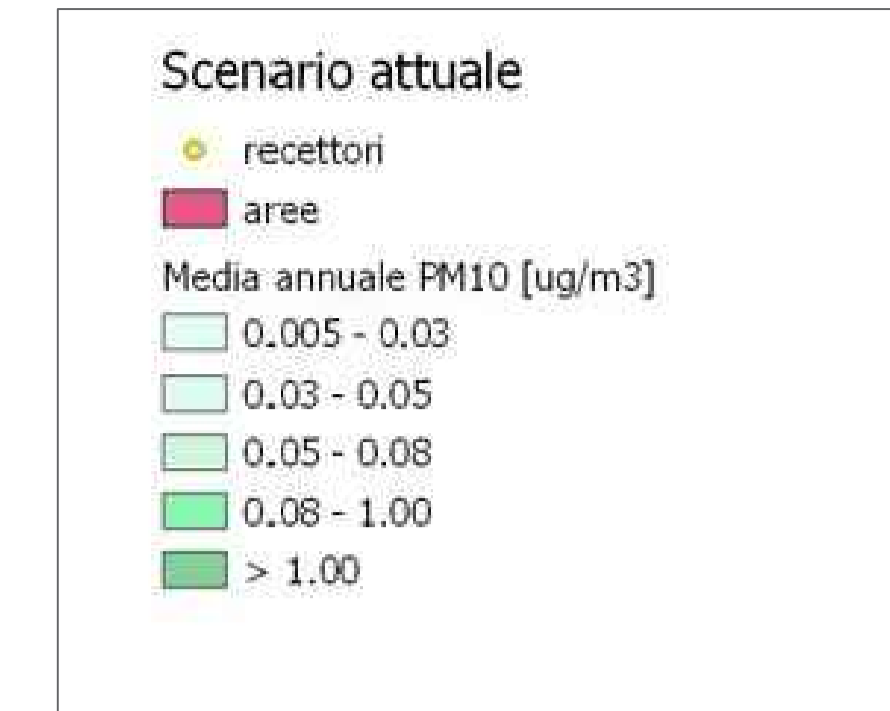 Scenario attuale
recettori
aree
Media annuale PM10 [ug/m3]
0.005 - 0.03
0.03 - 0.05
0.05 - 0.08
0.08 - 1.00
> 1.00